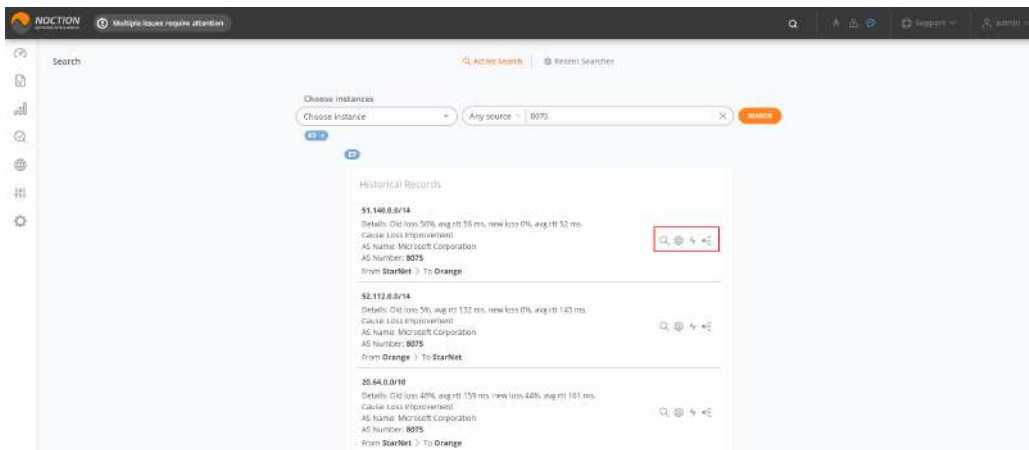 NOCTION
Multiple issues require attention
Support
admin
Search
Active Search
Recent Searches
Choose instances
Choose instance
Any source
8075
SEARCH
Historical Records
51.140.0.0/14
Details: Old loss 50%, avg rtt 56 ms, new loss 0%, avg rtt 52 ms.
Cause: Loss Improvement
AS Name: Microsoft Corporation
AS Number: 8075
From StarNet > To Orange
52.112.0.0/14
Details: Old loss 5%, avg rtt 132 ms, new loss 0%, avg rtt 143 ms.
Cause: Loss Improvement
AS Name: Microsoft Corporation
AS Number: 8075
From Orange > To StarNet
20.64.0.0/10
Details: Old loss 48%, avg rtt 159 ms, new loss 44%, avg rtt 161 ms.
Cause: Loss Improvement
AS Name: Microsoft Corporation
AS Number: 8075
From StarNet > To Orange